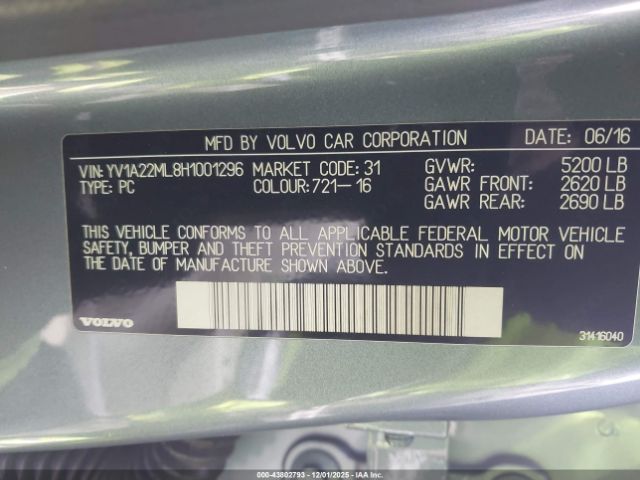 MFD BY VOLVO CAR CORPORATION DATE: 06/16
VIN: YV1A22ML8H1001296 MARKET CODE: 31 GVWR: 5200 LB
TYPE: PC COLOUR: 721-16 GAWR FRONT: 2620 LB
GAWR REAR: 2690 LB
THIS VEHICLE CONFORMS TO ALL APPLICABLE FEDERAL MOTOR VEHICLE
SAFETY, BUMPER AND THEFT PREVENTION STANDARDS IN EFFECT ON
THE DATE OF MANUFACTURE SHOWN ABOVE.
VOLVO 31416040
000-43802793 - 12/01/2025 - IAAI.CA